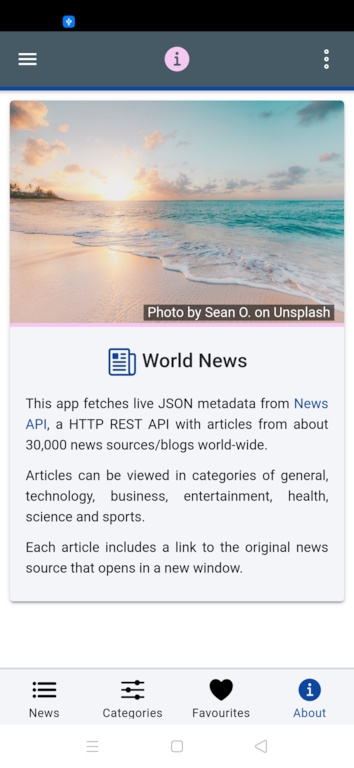 Photo by Sean O. on Unsplash
World News
This app fetches live JSON metadata from News
API, a HTTP REST API with articles from about
30,000 news sources/blogs world-wide.
Articles can be viewed in categories of general,
technology, business, entertainment, health,
science and sports.
Each article includes a link to the original news
source that opens in a new window.
News Categories Favourites About